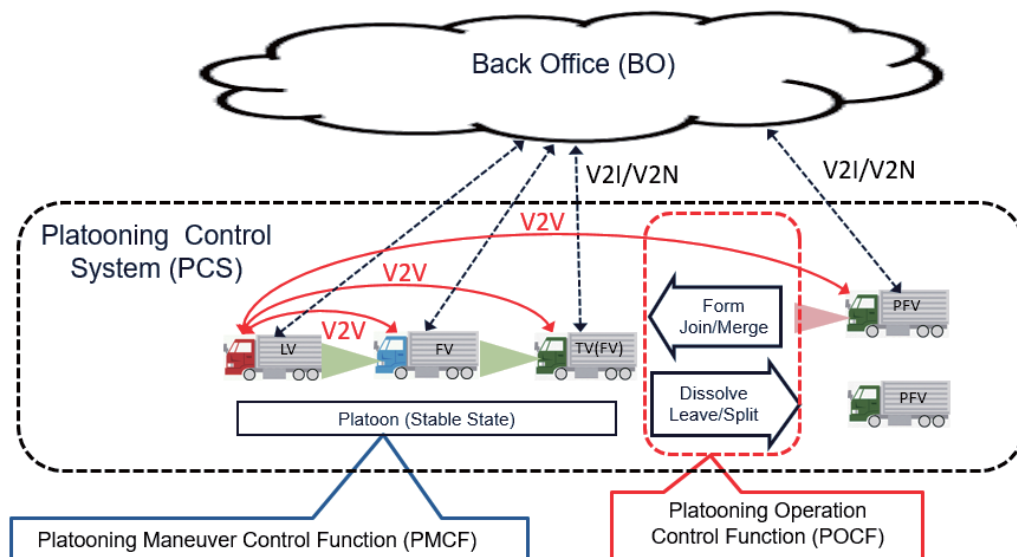 Back Office (BO)
V2I/V2N
V2I/V2N
Platooning Control
System (PCS)
V2V
V2V
V2V
LV
FV
TV(FV)
Form
Join/Merge
PFV
Dissolve
Leave/Split
PFV
Platoon (Stable State)
Platooning Maneuver Control Function (PMCF)
Platooning Operation
Control Function (POCF)